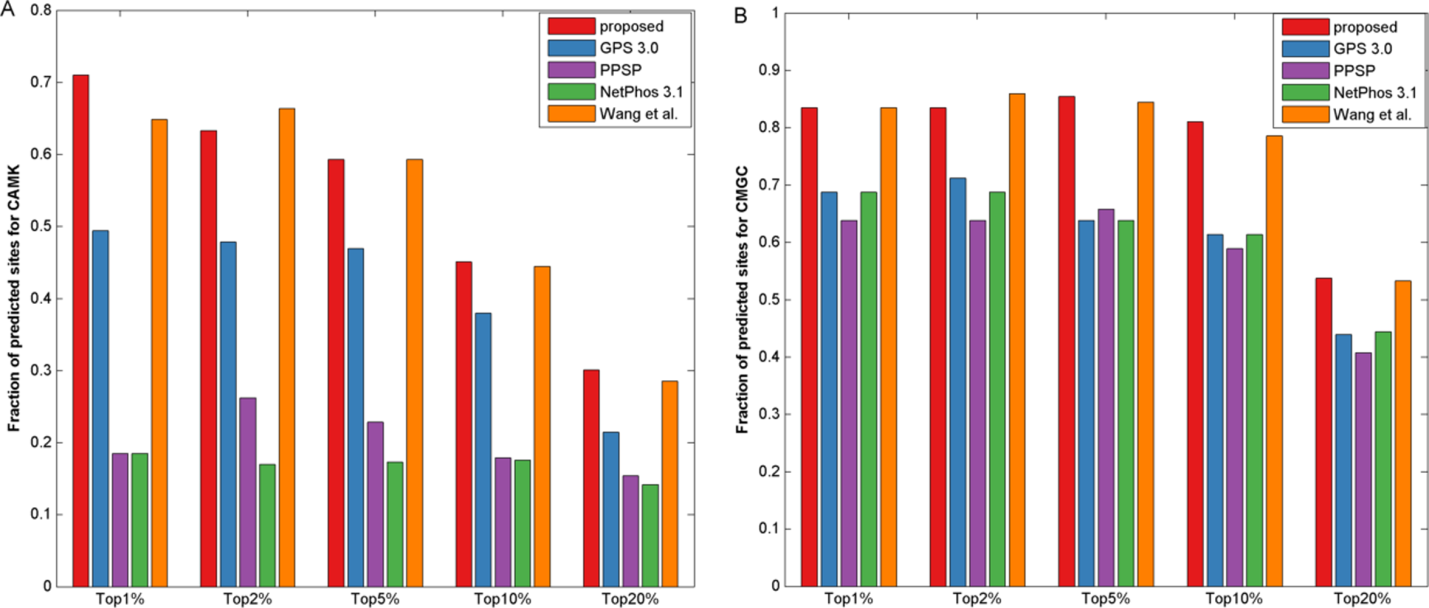 A
Fraction of predicted sites for CAMK
0.8
0.7
0.6
0.5
0.4
0.3
0.2
0.1
0
Top1%
Top2%
Top5%
Top10%
Top20%
proposed
GPS 3.0
PPSP
NetPhos 3.1
Wang et al.
B
Fraction of predicted sites for CMGC
1
0.9
0.8
0.7
0.6
0.5
0.4
0.3
0.2
0.1
0
Top1%
Top2%
Top5%
Top10%
Top20%
proposed
GPS 3.0
PPSP
NetPhos 3.1
Wang et al.